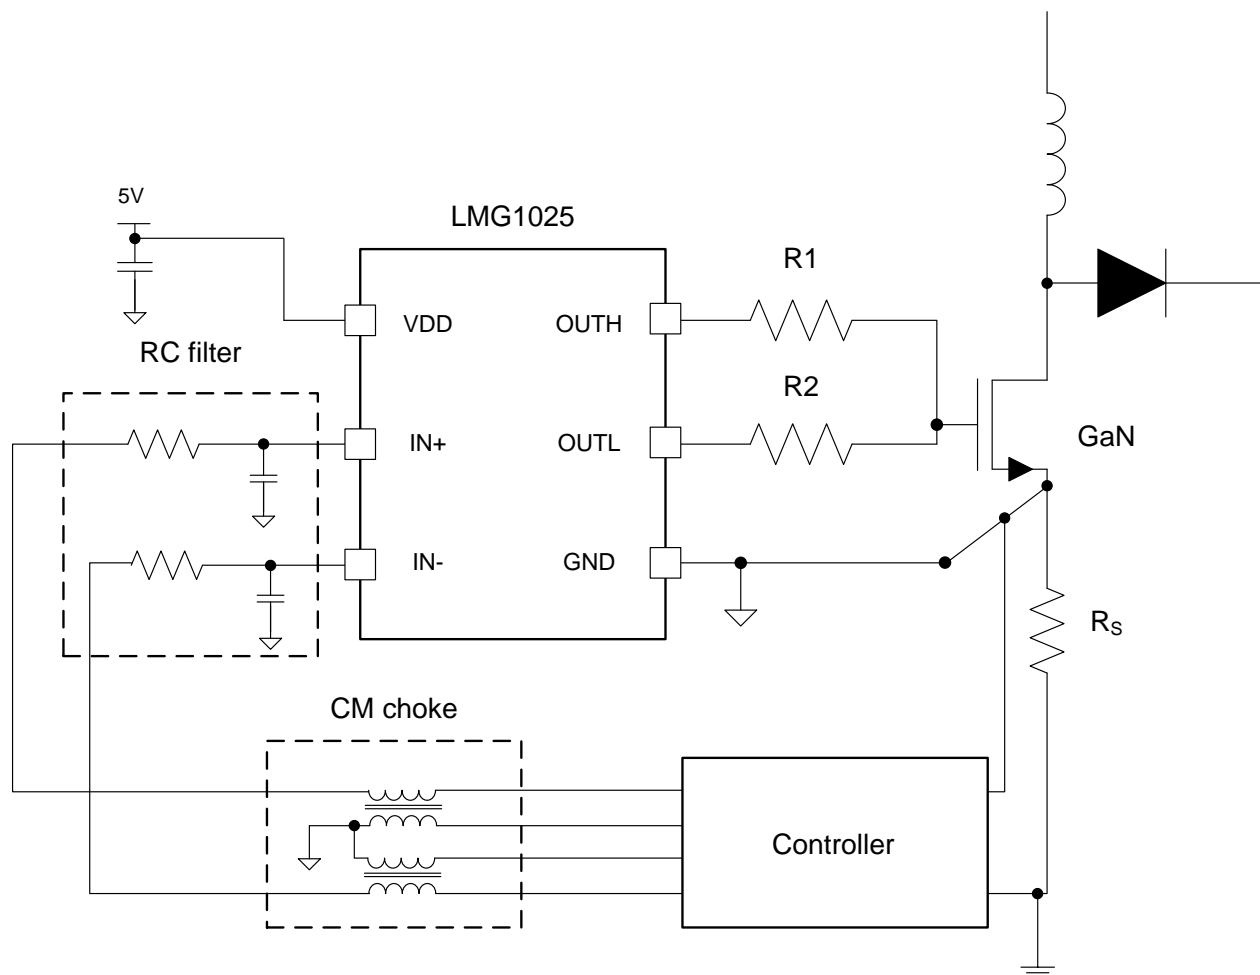 5V
LMG1025
R1
VDD
OUTH
RC filter
R2
IN+
OUTL
GaN
IN-
GND
RS
CM choke
Controller